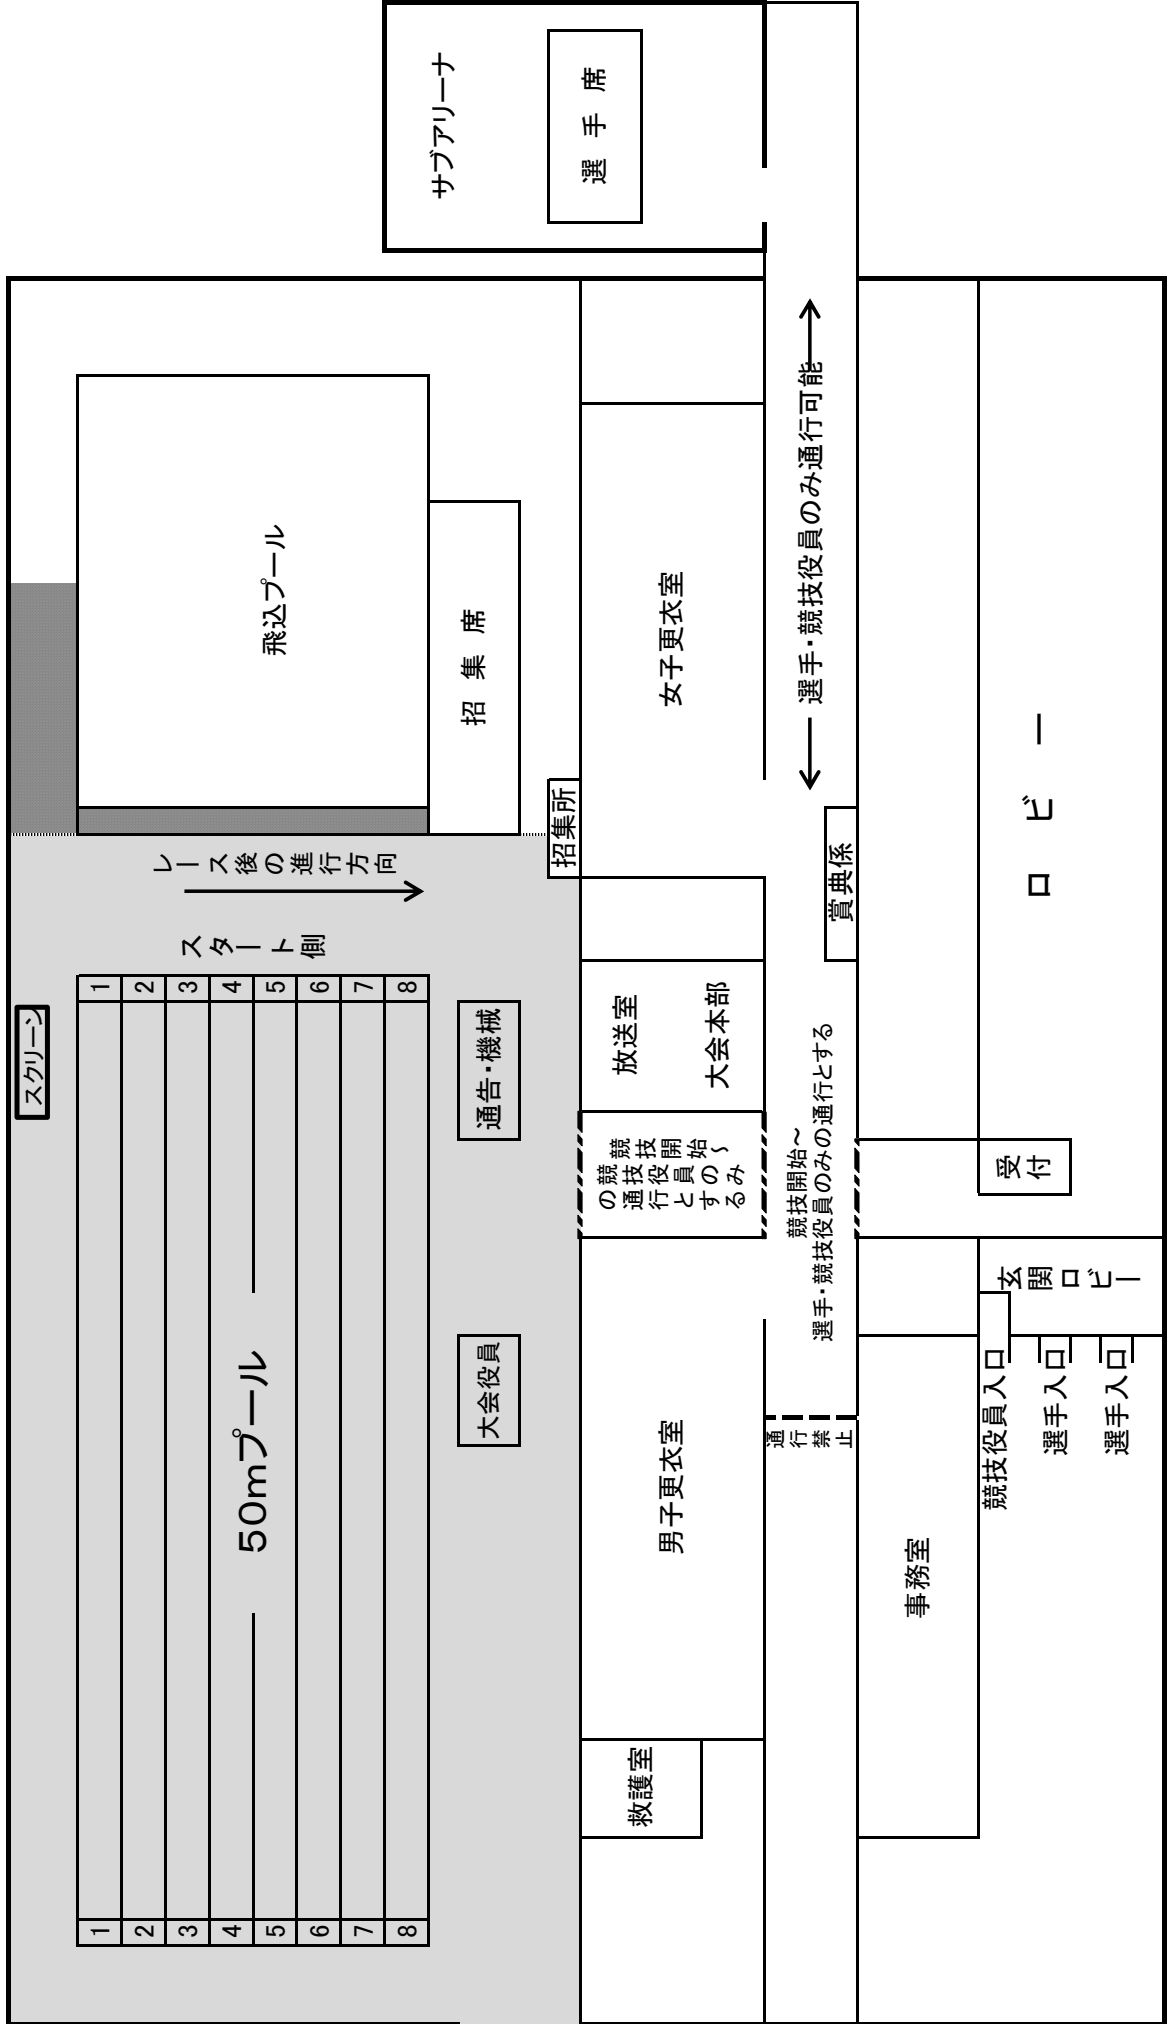 スクリーン
1
2
3
4
5
6
7
8
50mプール
1
2
3
4
5
6
7
8
スタート側
レース後の進行方向
飛込プール
招集席
招集所
通告・機械
大会役員
サブアリーナ
選手席
救護室
男子更衣室
競技開始～
競技役員のみ
の通行とする
放送室
大会本部
女子更衣室
通行禁止
競技開始～
選手・競技役員のみの通行とする
選手・競技役員のみ通行可能
賞典係
事務室
競技役員入口
選手入口
選手入口
玄関ロビー
受付
ロビー